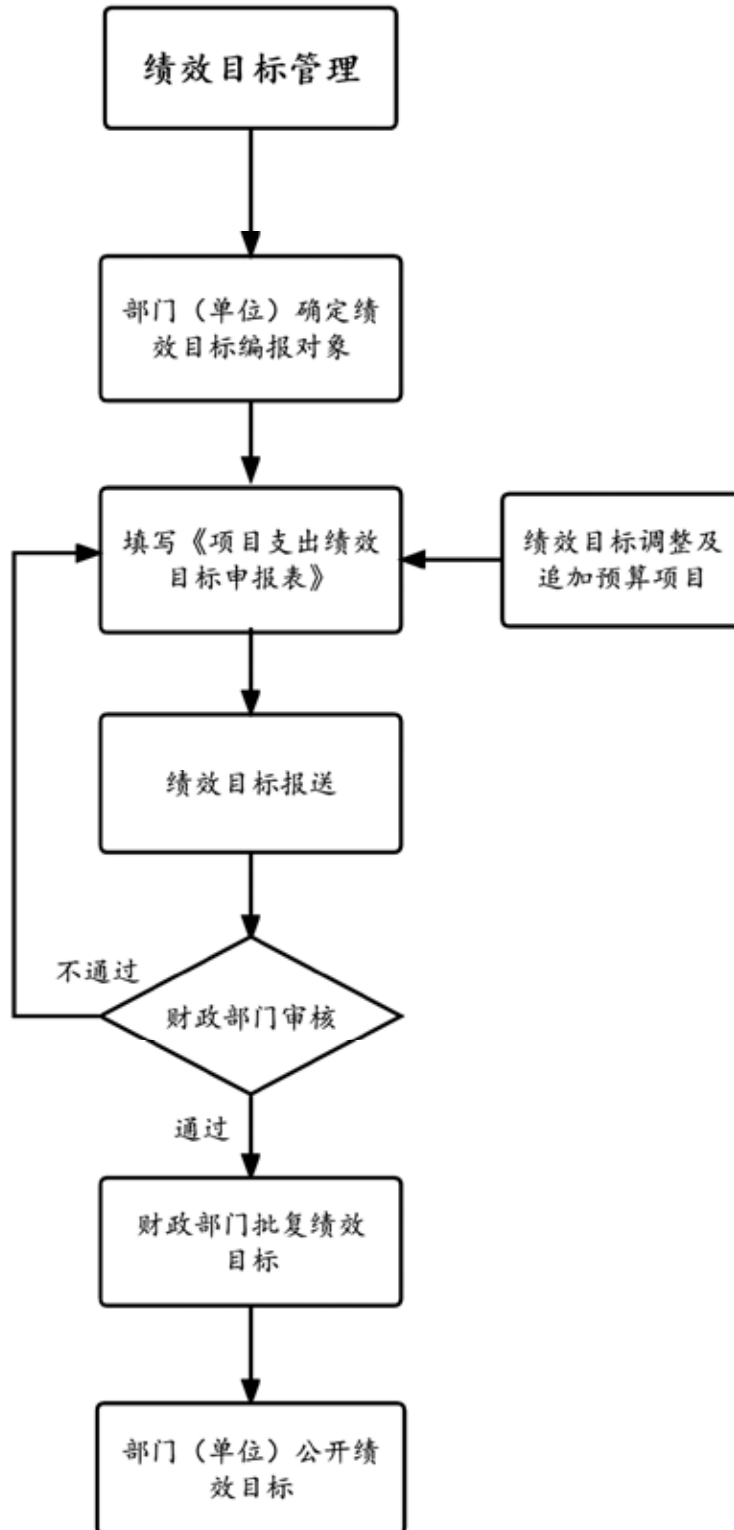 绩效目标管理
部门（单位）确定绩
效目标编报对象
填写《项目支出绩效
目标申报表》
绩效目标调整及
追加预算项目
绩效目标报送
不通过
财政部门审核
通过
财政部门批复绩效
目标
部门（单位）公开绩
效目标